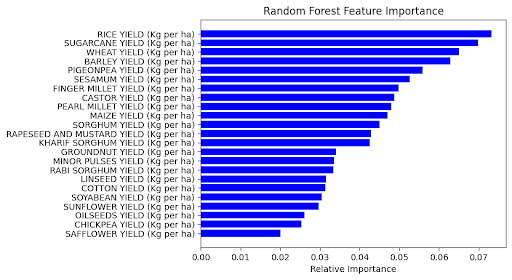 Random Forest Feature Importance
RICE YIELD (Kg per ha)
SUGARCANE YIELD (Kg per ha)
WHEAT YIELD (Kg per ha)
BARLEY YIELD (Kg per ha)
PIGEONPEA YIELD (Kg per ha)
SESAMUM YIELD (Kg per ha)
FINGER MILLET YIELD (Kg per ha)
CASTOR YIELD (Kg per ha)
PEARL MILLET YIELD (Kg per ha)
MAIZE YIELD (Kg per ha)
SORGHUM YIELD (Kg per ha)
RAPESEED AND MUSTARD YIELD (Kg per ha)
KHARIF SORGHUM YIELD (Kg per ha)
GROUNDNUT YIELD (Kg per ha)
MINOR PULSES YIELD (Kg per ha)
RABI SORGHUM YIELD (Kg per ha)
LINSEED YIELD (Kg per ha)
COTTON YIELD (Kg per ha)
SOYABEAN YIELD (Kg per ha)
SUNFLOWER YIELD (Kg per ha)
OILSEEDS YIELD (Kg per ha)
CHICKPEA YIELD (Kg per ha)
SAFFLOWER YIELD (Kg per ha)
0.00 0.01 0.02 0.03 0.04 0.05 0.06 0.07
Relative Importance